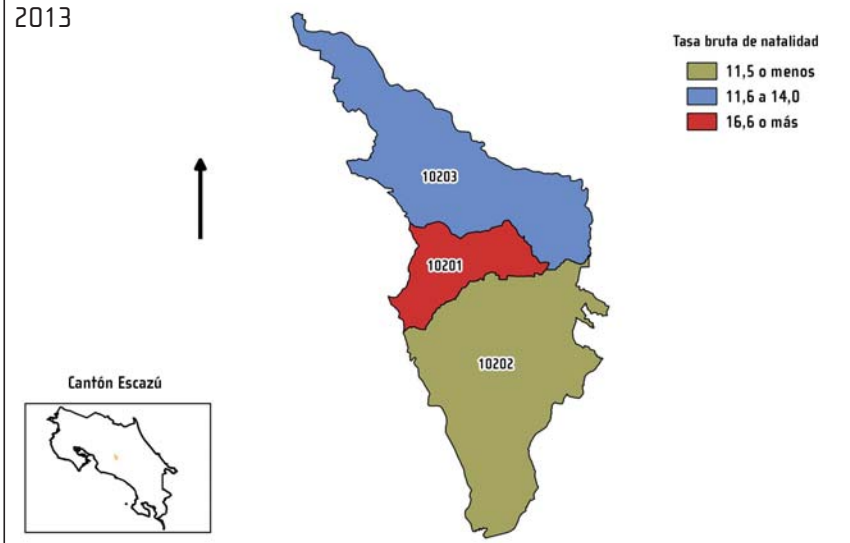 2013
Tasa bruta de natalidad
11,5 o menos
11,6 a 14,0
16,6 o más
10203
10201
10202
Cantón Escazú